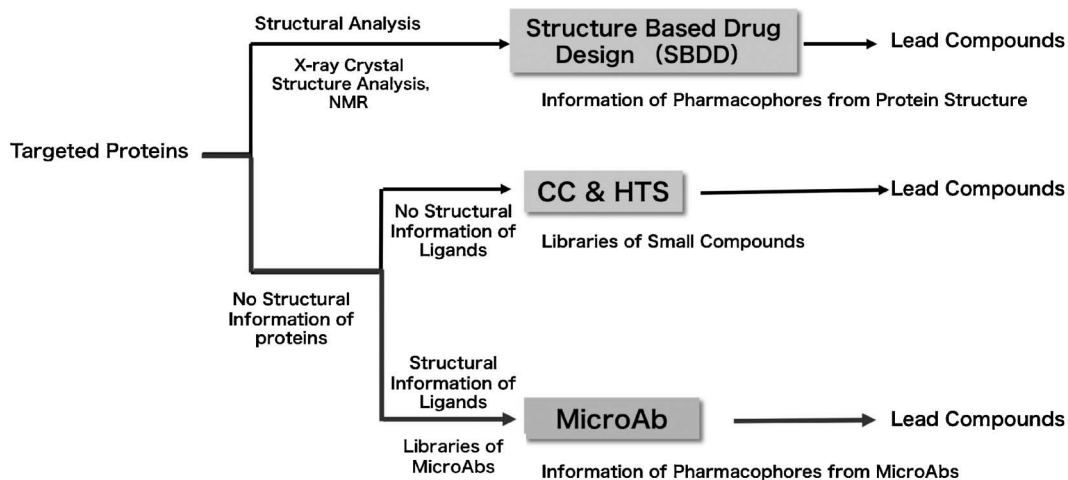 Structural Analysis
X-ray Crystal
Structure Analysis,
NMR
Structure Based Drug
Design （SBDD）
Lead Compounds
Information of Pharmacophores from Protein Structure
Targeted Proteins
No Structural
Information of
Ligands
CC & HTS
Lead Compounds
Libraries of Small Compounds
No Structural
Information of
proteins
Structural
Information of
Ligands
Libraries of
MicroAbs
MicroAb
Lead Compounds
Information of Pharmacophores from MicroAbs